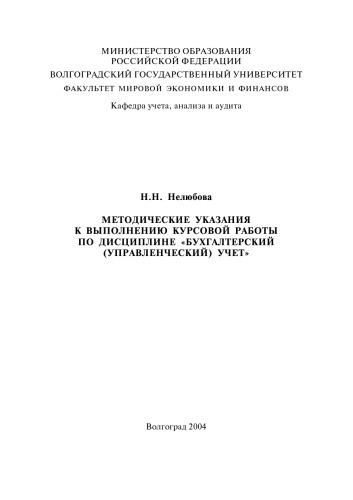 МИНИСТЕРСТВО ОБРАЗОВАНИЯ
РОССИЙСКОЙ ФЕДЕРАЦИИ
ВОЛГОГРАДСКИЙ ГОСУДАРСТВЕННЫЙ УНИВЕРСИТЕТ
ФАКУЛЬТЕТ МИРОВОЙ ЭКОНОМИКИ И ФИНАНСОВ
Кафедра учета, анализа и аудита
Н.Н. Нелюбова
МЕТОДИЧЕСКИЕ УКАЗАНИЯ
К ВЫПОЛНЕНИЮ КУРСОВОЙ РАБОТЫ
ПО ДИСЦИПЛИНЕ «БУХГАЛТЕРСКИЙ
(УПРАВЛЕНЧЕСКИЙ) УЧЕТ»
Волгоград 2004